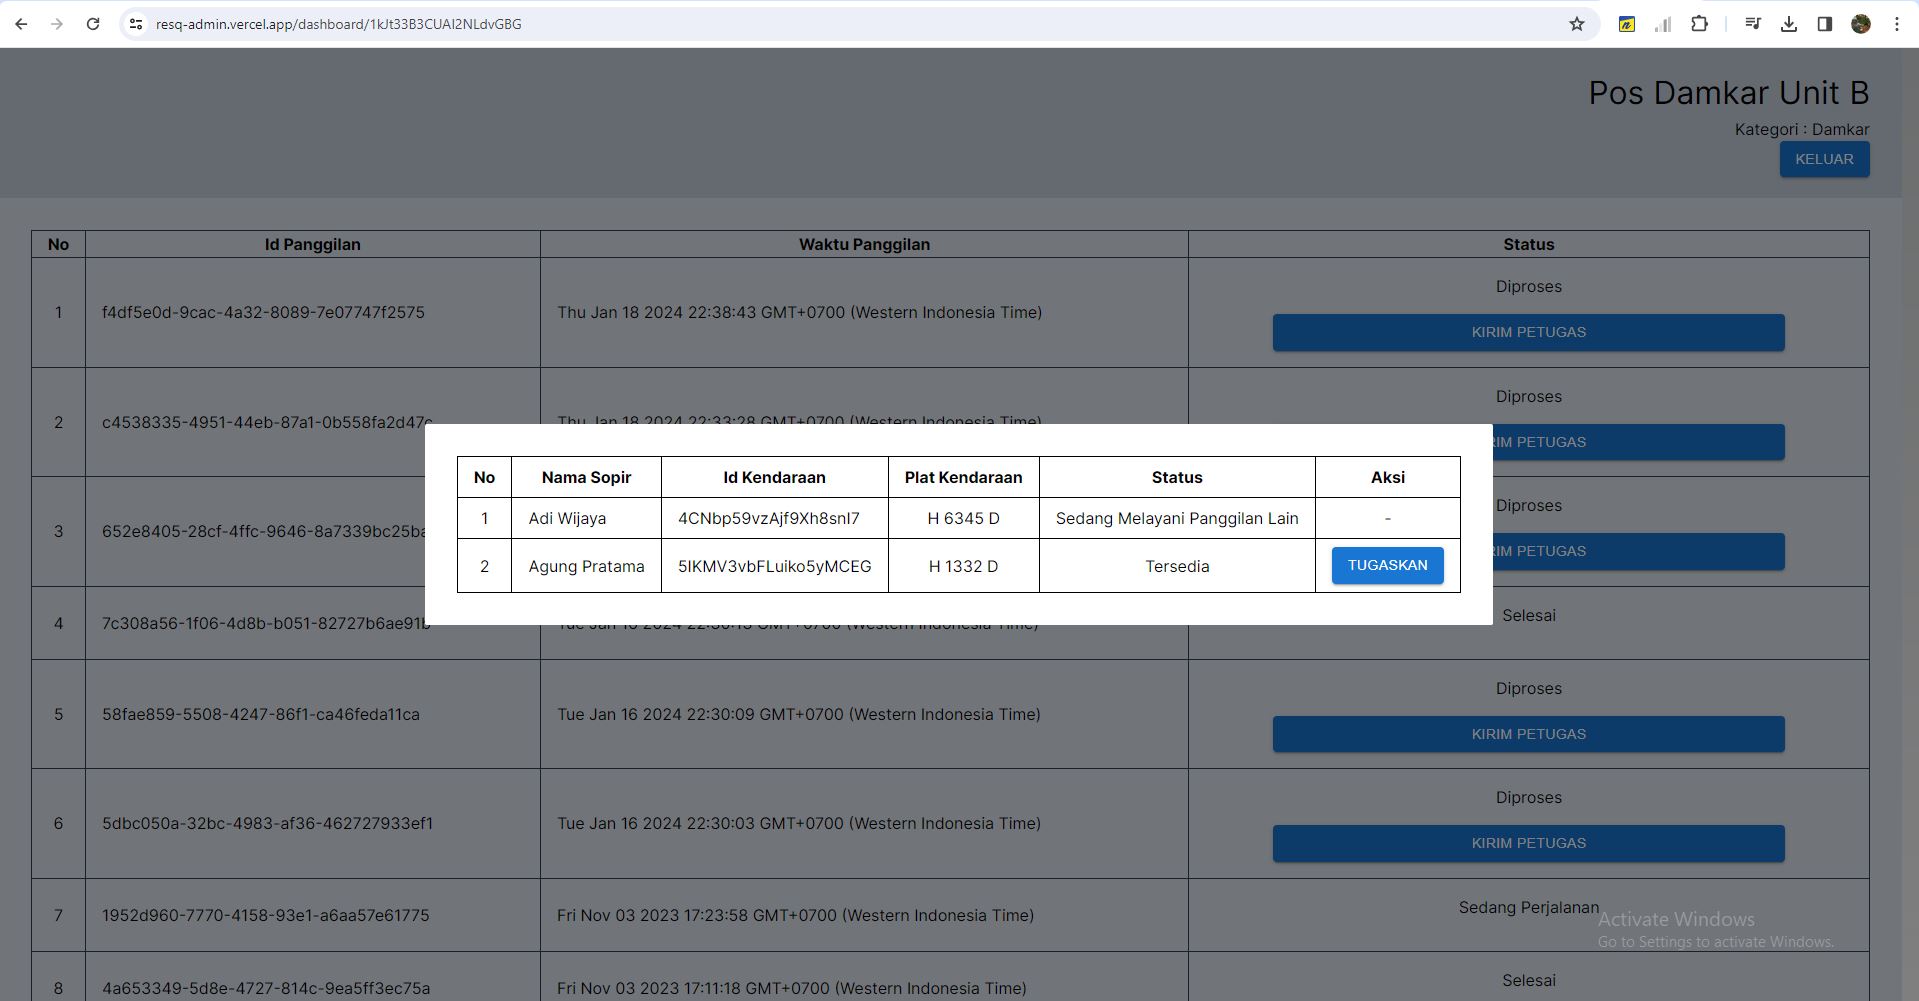 resq-admin.vercel.app/dashboard/1kJt33B3CUAI2NLdvGBG
Pos Damkar Unit B
Kategori : Damkar
KELUAR
No Id Panggilan Waktu Panggilan Status
1 f4df5e0d-9cac-4a32-8089-7e07747f2575 Thu Jan 18 2024 22:38:43 GMT+0700 (Western Indonesia Time) Diproses
KIRIM PETUGAS
2 c4538335-4951-44eb-87a1-0b558fa2d47c Thu Jan 18 2024 22:33:28 GMT+0700 (Western Indonesia Time) Diproses
RIM PETUGAS
No Nama Sopir Id Kendaraan Plat Kendaraan Status Aksi
1 Adi Wijaya 4CNbp59vzAjf9Xh8snI7 H 6345 D Sedang Melayani Panggilan Lain -
2 Agung Pratama 5IKMV3vbFLuiko5yMCEG H 1332 D Tersedia TUGASKAN
3 652e8405-28cf-4ffc-9646-8a7339bc25ba Diproses
RIM PETUGAS
4 7c308a56-1f06-4d8b-b051-82727b6ae91b Selesai
5 58fae859-5508-4247-86f1-ca46feda11ca Tue Jan 16 2024 22:30:09 GMT+0700 (Western Indonesia Time) Diproses
KIRIM PETUGAS
6 5dbc050a-32bc-4983-af36-462727933ef1 Tue Jan 16 2024 22:30:03 GMT+0700 (Western Indonesia Time) Diproses
KIRIM PETUGAS
7 1952d960-7770-4158-93e1-a6aa57e61775 Fri Nov 03 2023 17:23:58 GMT+0700 (Western Indonesia Time) Sedang Perjalanan
Activate Windows
Go to Settings to activate Windows.
8 4a653349-5d8e-4727-814c-9ea5ff3ec75a Fri Nov 03 2023 17:11:18 GMT+0700 (Western Indonesia Time) Selesai